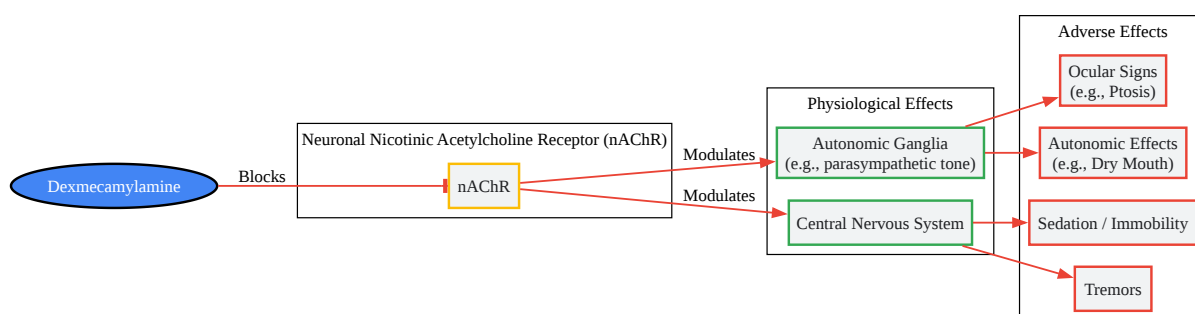 Dexmecamylamine
Blocks
Neuronal Nicotinic Acetylcholine Receptor (nAChR)
nAChR
Modulates
Modulates
Physiological Effects
Autonomic Ganglia
(e.g., parasympathetic tone)
Central Nervous System
Adverse Effects
Ocular Signs
(e.g., Ptosis)
Autonomic Effects
(e.g., Dry Mouth)
Sedation / Immobility
Tremors